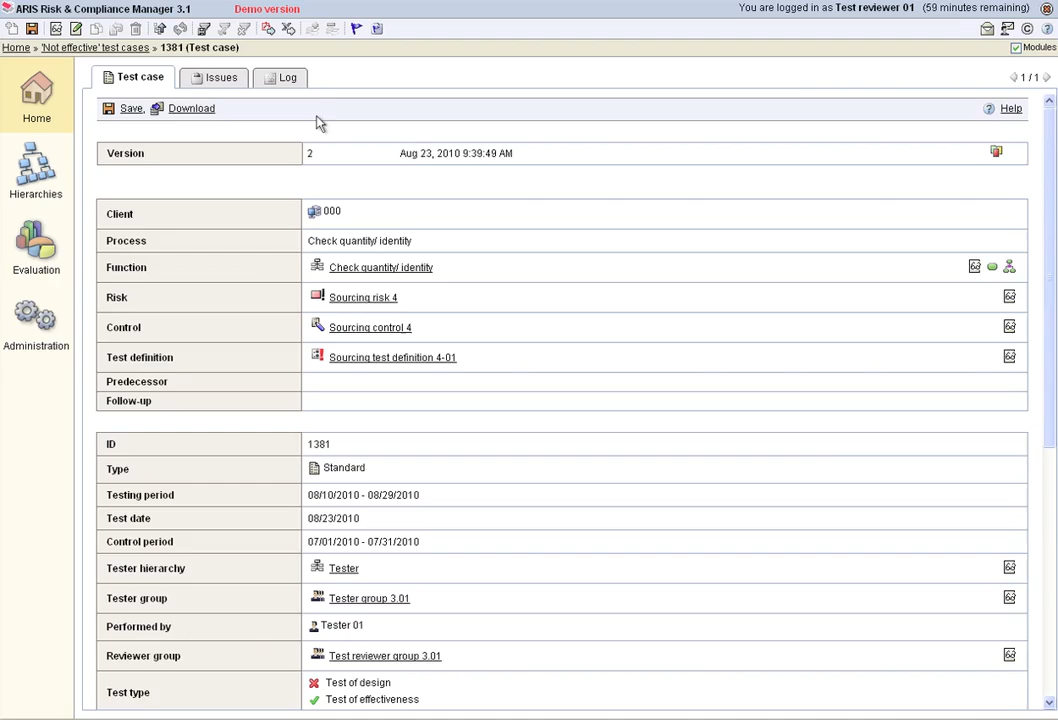 ARIS Risk & Compliance Manager 3.1 Demo version You are logged in as Test reviewer 01 (59 minutes remaining)
Home » 'Not effective' test cases » 1381 (Test case) Modules
Test case Issues Log 1 / 1
Save, Download Help
Home
Hierarchies
Evaluation
Administration
Version 2 Aug 23, 2010 9:39:49 AM
Client 000
Process Check quantity/ identity
Function Check quantity/ identity
Risk Sourcing risk 4
Control Sourcing control 4
Test definition Sourcing test definition 4-01
Predecessor
Follow-up
ID 1381
Type Standard
Testing period 08/10/2010 - 08/29/2010
Test date 08/23/2010
Control period 07/01/2010 - 07/31/2010
Tester hierarchy Tester
Tester group Tester group 3.01
Performed by Tester 01
Reviewer group Test reviewer group 3.01
Test type Test of design
Test of effectiveness